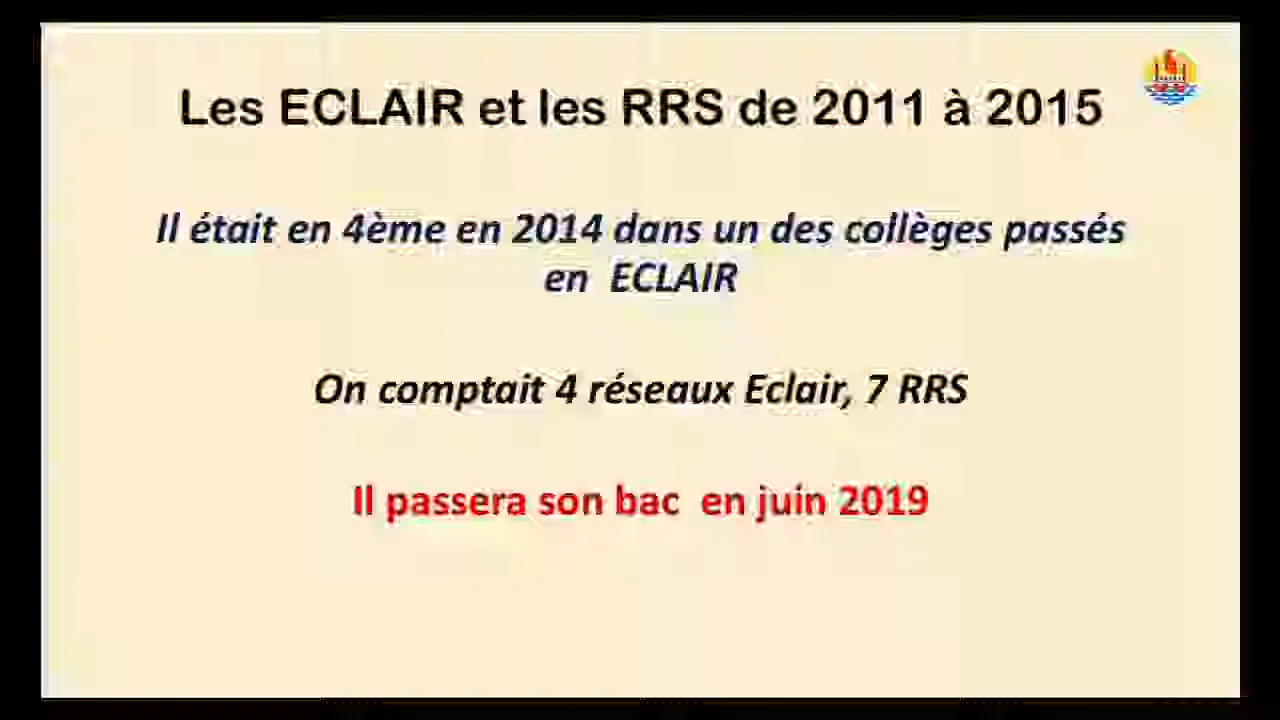 Les ECLAIR et les RRS de 2011 à 2015
Il était en 4ème en 2014 dans un des collèges passés
en ECLAIR
On comptait 4 réseaux Eclair, 7 RRS
Il passera son bac en juin 2019